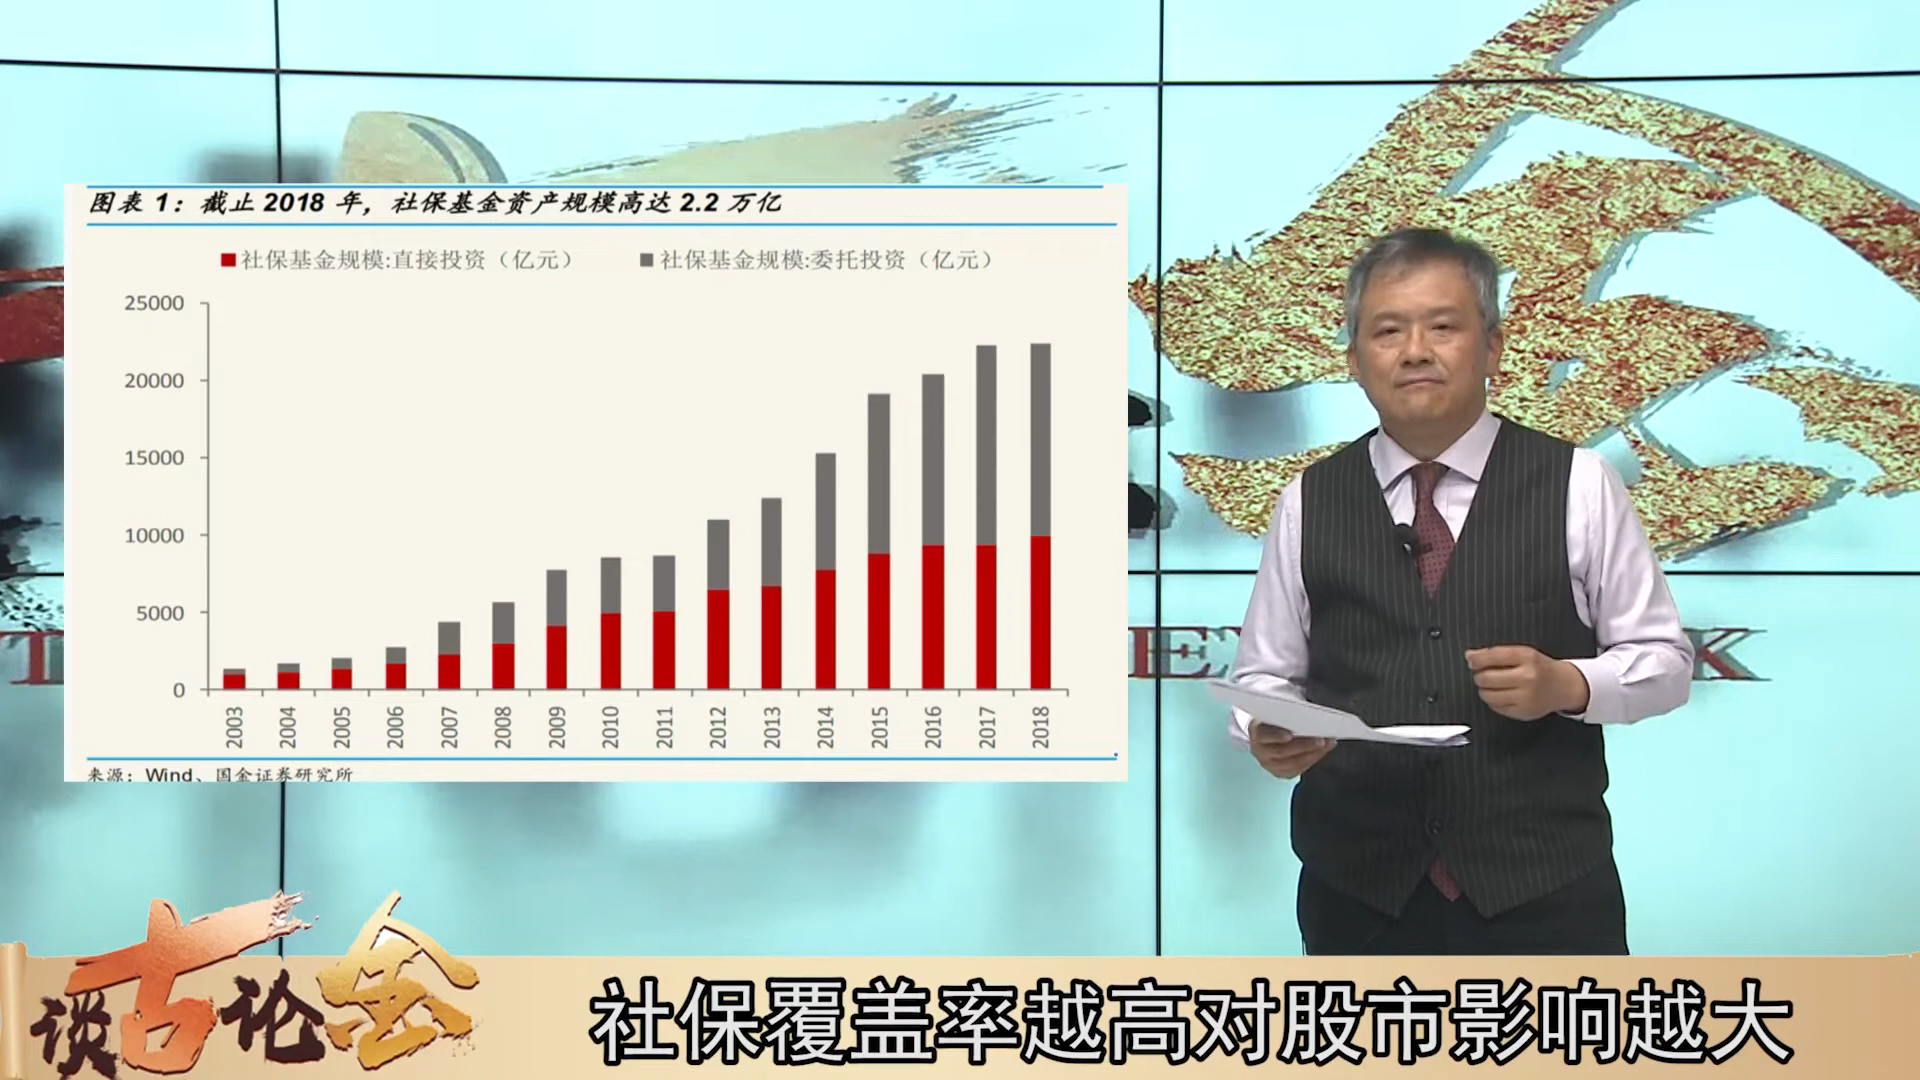 图表 1：截止 2018 年，社保基金资产规模高达 2.2 万亿
社保基金规模:直接投资（亿元） 社保基金规模:委托投资（亿元）
25000
20000
15000
10000
5000
0
2003 2004 2005 2006 2007 2008 2009 2010 2011 2012 2013 2014 2015 2016 2017 2018
来源：Wind、国金证券研究所
谈古论金
社保覆盖率越高对股市影响越大